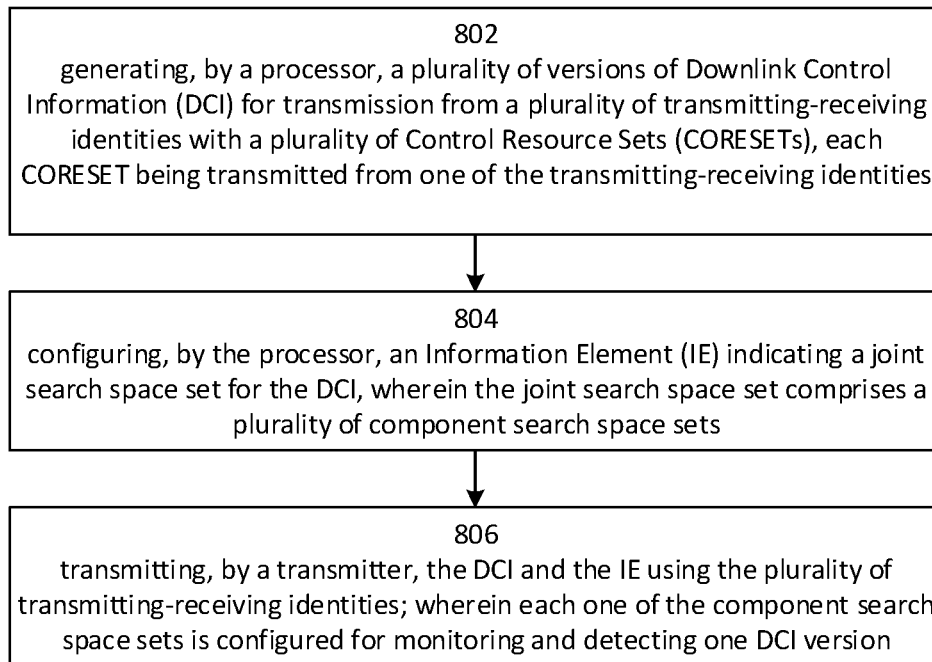 802
generating, by a processor, a plurality of versions of Downlink Control
Information (DCI) for transmission from a plurality of transmitting-receiving
identities with a plurality of Control Resource Sets (CORESETs), each
CORESET being transmitted from one of the transmitting-receiving identities
804
configuring, by the processor, an Information Element (IE) indicating a joint
search space set for the DCI, wherein the joint search space set comprises a
plurality of component search space sets
806
transmitting, by a transmitter, the DCI and the IE using the plurality of
transmitting-receiving identities; wherein each one of the component search
space sets is configured for monitoring and detecting one DCI version